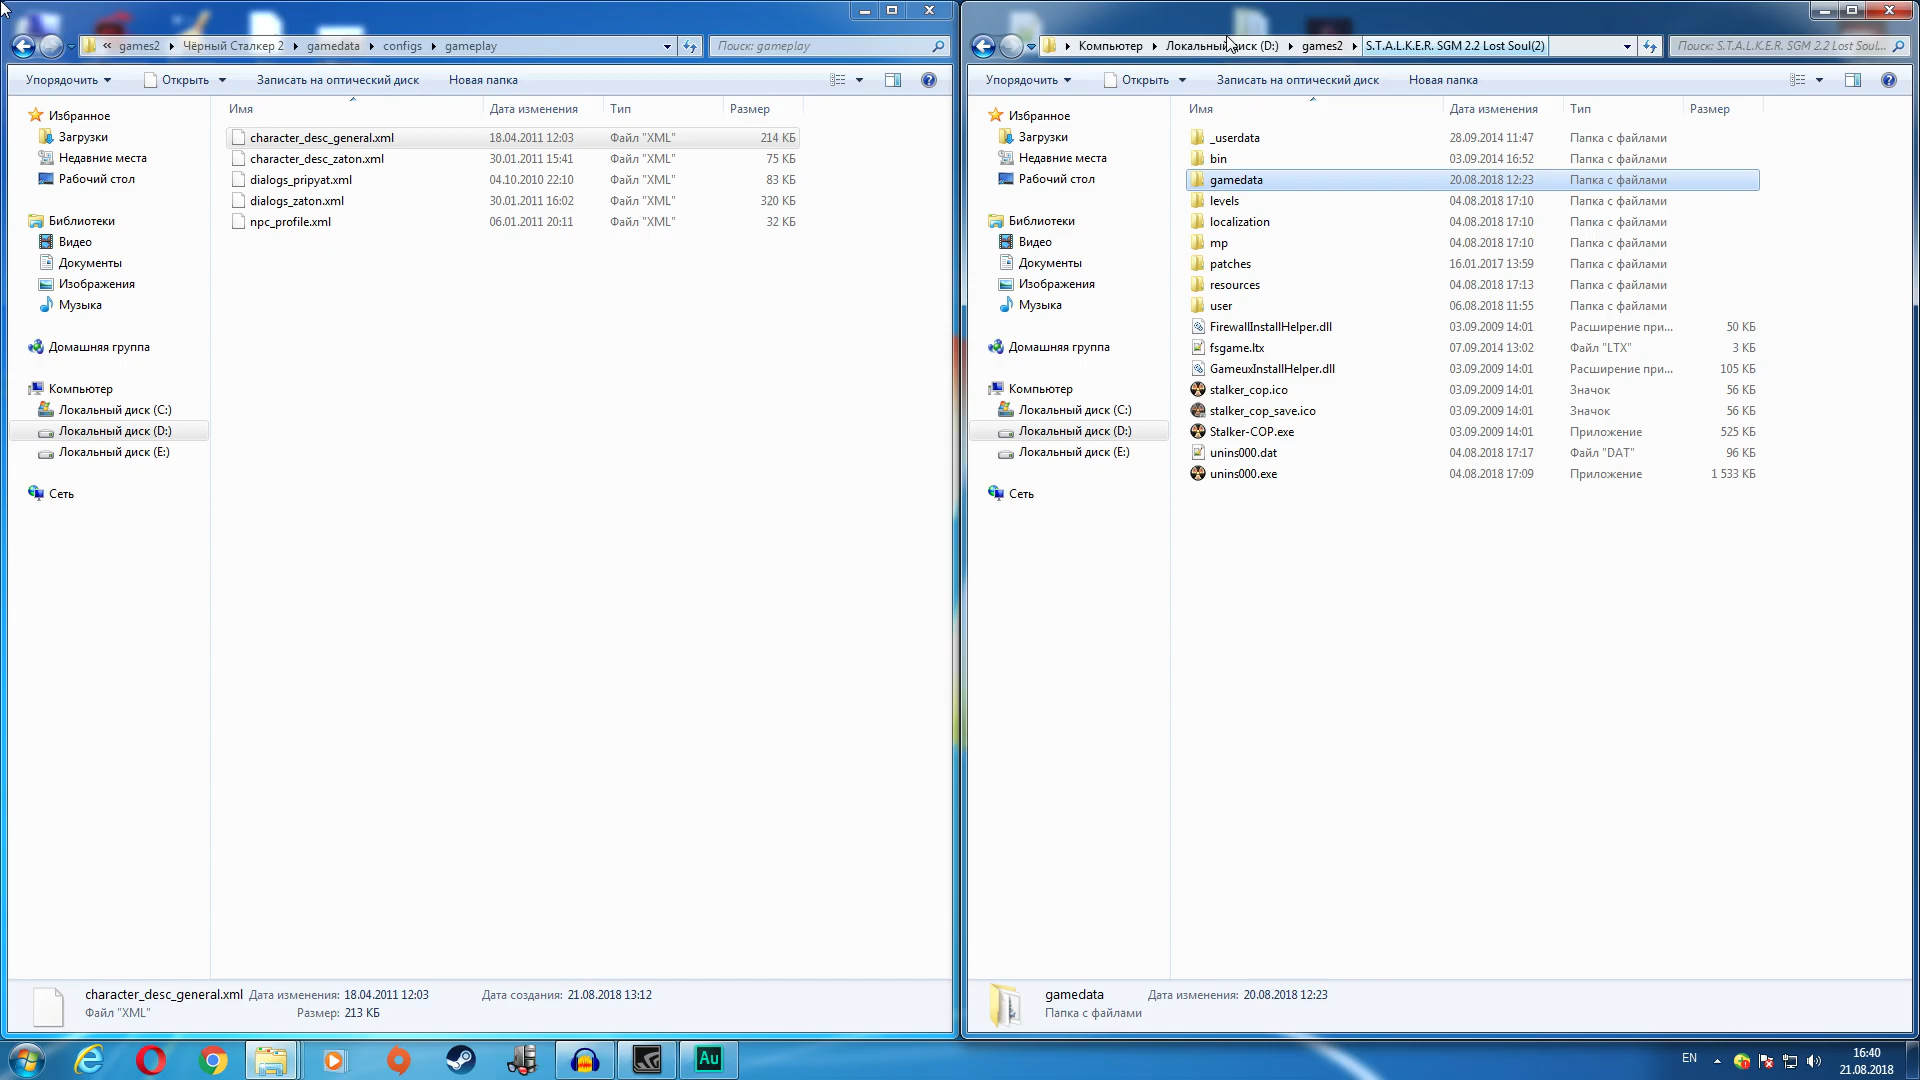 « games2 ▸ Чёрный Сталкер 2 ▸ gamedata ▸ configs ▸ gameplay
Поиск: gameplay
Упорядочить Открыть Записать на оптический диск Новая папка
Имя Дата изменения Тип Размер
Избранное
Загрузки
Недавние места
Рабочий стол
Библиотеки
Видео
Документы
Изображения
Музыка
Домашняя группа
Компьютер
Локальный диск (C:)
Локальный диск (D:)
Локальный диск (E:)
Сеть
character_desc_general.xml 18.04.2011 12:03 Файл "XML" 214 КБ
character_desc_zaton.xml 30.01.2011 15:41 Файл "XML" 75 КБ
dialogs_pripyat.xml 04.10.2010 22:10 Файл "XML" 83 КБ
dialogs_zaton.xml 30.01.2011 16:02 Файл "XML" 320 КБ
npc_profile.xml 06.01.2011 20:11 Файл "XML" 32 КБ
character_desc_general.xml Дата изменения: 18.04.2011 12:03 Дата создания: 21.08.2018 13:12
Файл "XML" Размер: 213 КБ
▸ Компьютер ▸ Локальный диск (D:) ▸ games2 ▸ S.T.A.L.K.E.R. SGM 2.2 Lost Soul(2)
Поиск: S.T.A.L.K.E.R. SGM 2.2 Lost Soul...
Упорядочить Открыть Записать на оптический диск Новая папка
Имя Дата изменения Тип Размер
Избранное
Загрузки
Недавние места
Рабочий стол
Библиотеки
Видео
Документы
Изображения
Музыка
Домашняя группа
Компьютер
Локальный диск (C:)
Локальный диск (D:)
Локальный диск (E:)
Сеть
_userdata 28.09.2014 11:47 Папка с файлами
bin 03.09.2014 16:52 Папка с файлами
gamedata 20.08.2018 12:23 Папка с файлами
levels 04.08.2018 17:10 Папка с файлами
localization 04.08.2018 17:10 Папка с файлами
mp 04.08.2018 17:10 Папка с файлами
patches 16.01.2017 13:59 Папка с файлами
resources 04.08.2018 17:13 Папка с файлами
user 06.08.2018 11:55 Папка с файлами
FirewallInstallHelper.dll 03.09.2009 14:01 Расширение при... 50 КБ
fsgame.ltx 07.09.2014 13:02 Файл "LTX" 3 КБ
GameuxInstallHelper.dll 03.09.2009 14:01 Расширение при... 105 КБ
stalker_cop.ico 03.09.2009 14:01 Значок 56 КБ
stalker_cop_save.ico 03.09.2009 14:01 Значок 56 КБ
Stalker-COP.exe 03.09.2009 14:01 Приложение 525 КБ
unins000.dat 04.08.2018 17:17 Файл "DAT" 96 КБ
unins000.exe 04.08.2018 17:09 Приложение 1 533 КБ
gamedata Дата изменения: 20.08.2018 12:23
Папка с файлами
Au
EN
16:40
21.08.2018